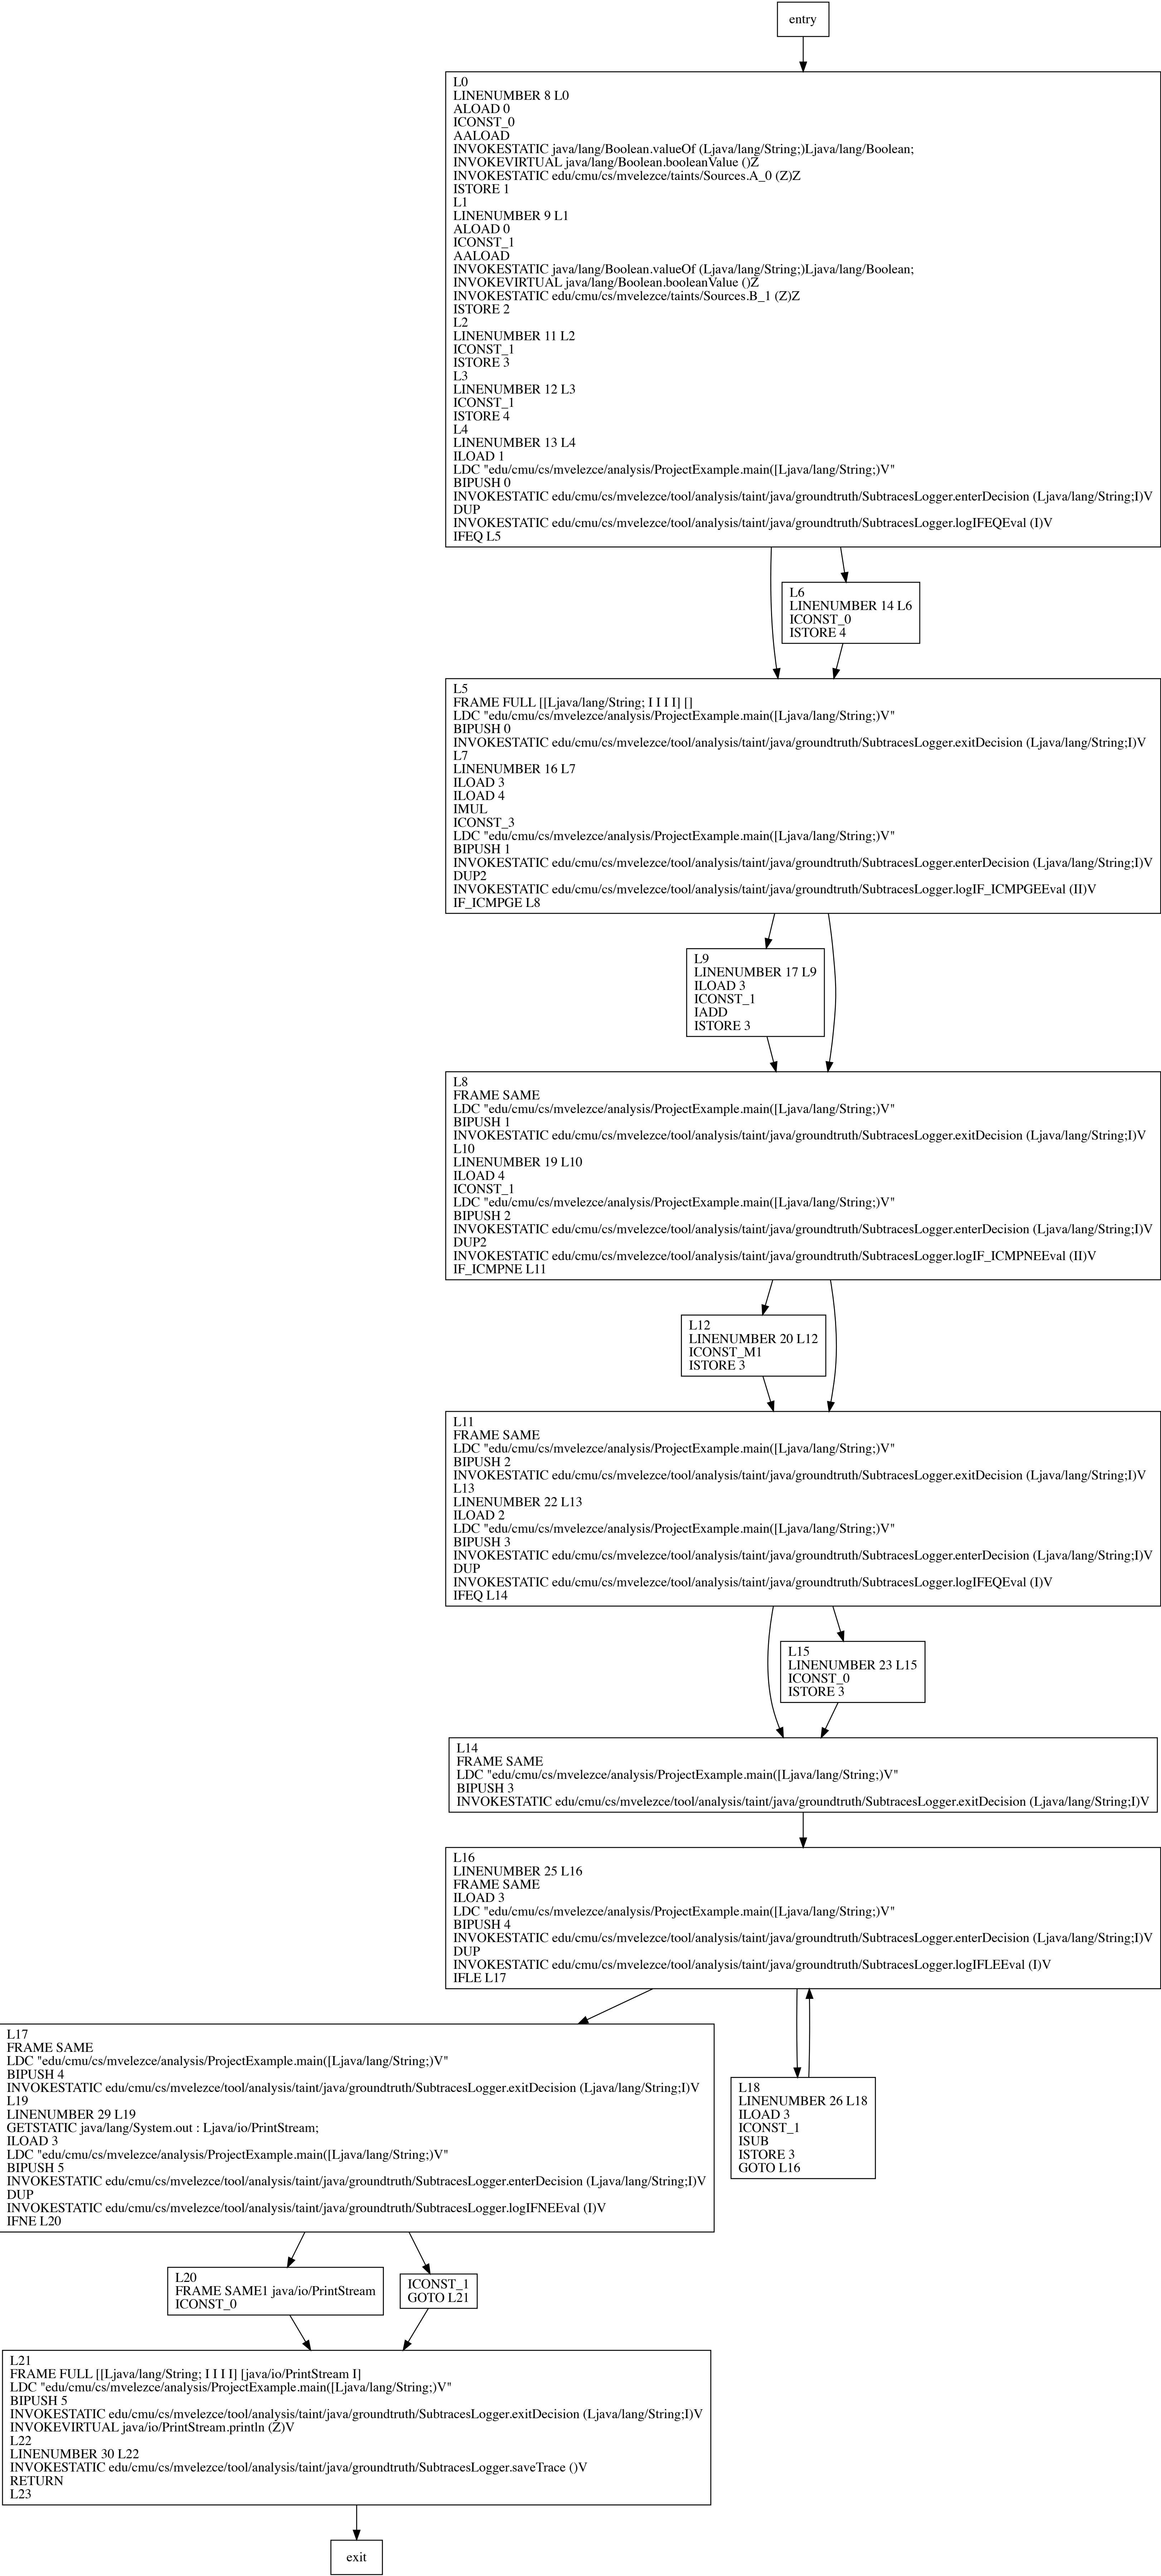 entry
L0
LINENUMBER 8 L0
ALOAD 0
ICONST_0
AALOAD
INVOKESTATIC java/lang/Boolean.valueOf (Ljava/lang/String;)Ljava/lang/Boolean;
INVOKEVIRTUAL java/lang/Boolean.booleanValue ()Z
INVOKESTATIC edu/cmu/cs/mvelezce/taints/Sources.A_0 (Z)Z
ISTORE 1
L1
LINENUMBER 9 L1
ALOAD 0
ICONST_1
AALOAD
INVOKESTATIC java/lang/Boolean.valueOf (Ljava/lang/String;)Ljava/lang/Boolean;
INVOKEVIRTUAL java/lang/Boolean.booleanValue ()Z
INVOKESTATIC edu/cmu/cs/mvelezce/taints/Sources.B_1 (Z)Z
ISTORE 2
L2
LINENUMBER 11 L2
ICONST_1
ISTORE 3
L3
LINENUMBER 12 L3
ICONST_1
ISTORE 4
L4
LINENUMBER 13 L4
ILOAD 1
LDC "edu/cmu/cs/mvelezce/analysis/ProjectExample.main([Ljava/lang/String;)V"
BIPUSH 0
INVOKESTATIC edu/cmu/cs/mvelezce/tool/analysis/taint/java/groundtruth/SubtracesLogger.enterDecision (Ljava/lang/String;I)V
DUP
INVOKESTATIC edu/cmu/cs/mvelezce/tool/analysis/taint/java/groundtruth/SubtracesLogger.logIFEQEval (I)V
IFEQ L5
L6
LINENUMBER 14 L6
ICONST_0
ISTORE 4
L5
FRAME FULL [[Ljava/lang/String; I I I I] []
LDC "edu/cmu/cs/mvelezce/analysis/ProjectExample.main([Ljava/lang/String;)V"
BIPUSH 0
INVOKESTATIC edu/cmu/cs/mvelezce/tool/analysis/taint/java/groundtruth/SubtracesLogger.exitDecision (Ljava/lang/String;I)V
L7
LINENUMBER 16 L7
ILOAD 3
ILOAD 4
IMUL
ICONST_3
LDC "edu/cmu/cs/mvelezce/analysis/ProjectExample.main([Ljava/lang/String;)V"
BIPUSH 1
INVOKESTATIC edu/cmu/cs/mvelezce/tool/analysis/taint/java/groundtruth/SubtracesLogger.enterDecision (Ljava/lang/String;I)V
DUP2
INVOKESTATIC edu/cmu/cs/mvelezce/tool/analysis/taint/java/groundtruth/SubtracesLogger.logIF_ICMPGEEval (II)V
IF_ICMPGE L8
L9
LINENUMBER 17 L9
ILOAD 3
ICONST_1
IADD
ISTORE 3
L8
FRAME SAME
LDC "edu/cmu/cs/mvelezce/analysis/ProjectExample.main([Ljava/lang/String;)V"
BIPUSH 1
INVOKESTATIC edu/cmu/cs/mvelezce/tool/analysis/taint/java/groundtruth/SubtracesLogger.exitDecision (Ljava/lang/String;I)V
L10
LINENUMBER 19 L10
ILOAD 4
ICONST_1
LDC "edu/cmu/cs/mvelezce/analysis/ProjectExample.main([Ljava/lang/String;)V"
BIPUSH 2
INVOKESTATIC edu/cmu/cs/mvelezce/tool/analysis/taint/java/groundtruth/SubtracesLogger.enterDecision (Ljava/lang/String;I)V
DUP2
INVOKESTATIC edu/cmu/cs/mvelezce/tool/analysis/taint/java/groundtruth/SubtracesLogger.logIF_ICMPNEEval (II)V
IF_ICMPNE L11
L12
LINENUMBER 20 L12
ICONST_M1
ISTORE 3
L11
FRAME SAME
LDC "edu/cmu/cs/mvelezce/analysis/ProjectExample.main([Ljava/lang/String;)V"
BIPUSH 2
INVOKESTATIC edu/cmu/cs/mvelezce/tool/analysis/taint/java/groundtruth/SubtracesLogger.exitDecision (Ljava/lang/String;I)V
L13
LINENUMBER 22 L13
ILOAD 2
LDC "edu/cmu/cs/mvelezce/analysis/ProjectExample.main([Ljava/lang/String;)V"
BIPUSH 3
INVOKESTATIC edu/cmu/cs/mvelezce/tool/analysis/taint/java/groundtruth/SubtracesLogger.enterDecision (Ljava/lang/String;I)V
DUP
INVOKESTATIC edu/cmu/cs/mvelezce/tool/analysis/taint/java/groundtruth/SubtracesLogger.logIFEQEval (I)V
IFEQ L14
L15
LINENUMBER 23 L15
ICONST_0
ISTORE 3
L14
FRAME SAME
LDC "edu/cmu/cs/mvelezce/analysis/ProjectExample.main([Ljava/lang/String;)V"
BIPUSH 3
INVOKESTATIC edu/cmu/cs/mvelezce/tool/analysis/taint/java/groundtruth/SubtracesLogger.exitDecision (Ljava/lang/String;I)V
L16
LINENUMBER 25 L16
FRAME SAME
ILOAD 3
LDC "edu/cmu/cs/mvelezce/analysis/ProjectExample.main([Ljava/lang/String;)V"
BIPUSH 4
INVOKESTATIC edu/cmu/cs/mvelezce/tool/analysis/taint/java/groundtruth/SubtracesLogger.enterDecision (Ljava/lang/String;I)V
DUP
INVOKESTATIC edu/cmu/cs/mvelezce/tool/analysis/taint/java/groundtruth/SubtracesLogger.logIFLEEval (I)V
IFLE L17
L17
FRAME SAME
LDC "edu/cmu/cs/mvelezce/analysis/ProjectExample.main([Ljava/lang/String;)V"
BIPUSH 4
INVOKESTATIC edu/cmu/cs/mvelezce/tool/analysis/taint/java/groundtruth/SubtracesLogger.exitDecision (Ljava/lang/String;I)V
L19
LINENUMBER 29 L19
GETSTATIC java/lang/System.out : Ljava/io/PrintStream;
ILOAD 3
LDC "edu/cmu/cs/mvelezce/analysis/ProjectExample.main([Ljava/lang/String;)V"
BIPUSH 5
INVOKESTATIC edu/cmu/cs/mvelezce/tool/analysis/taint/java/groundtruth/SubtracesLogger.enterDecision (Ljava/lang/String;I)V
DUP
INVOKESTATIC edu/cmu/cs/mvelezce/tool/analysis/taint/java/groundtruth/SubtracesLogger.logIFNEEval (I)V
IFNE L20
L18
LINENUMBER 26 L18
ILOAD 3
ICONST_1
ISUB
ISTORE 3
GOTO L16
L20
FRAME SAME1 java/io/PrintStream
ICONST_0
ICONST_1
GOTO L21
L21
FRAME FULL [[Ljava/lang/String; I I I I] [java/io/PrintStream I]
LDC "edu/cmu/cs/mvelezce/analysis/ProjectExample.main([Ljava/lang/String;)V"
BIPUSH 5
INVOKESTATIC edu/cmu/cs/mvelezce/tool/analysis/taint/java/groundtruth/SubtracesLogger.exitDecision (Ljava/lang/String;I)V
INVOKEVIRTUAL java/io/PrintStream.println (Z)V
L22
LINENUMBER 30 L22
INVOKESTATIC edu/cmu/cs/mvelezce/tool/analysis/taint/java/groundtruth/SubtracesLogger.saveTrace ()V
RETURN
L23
exit